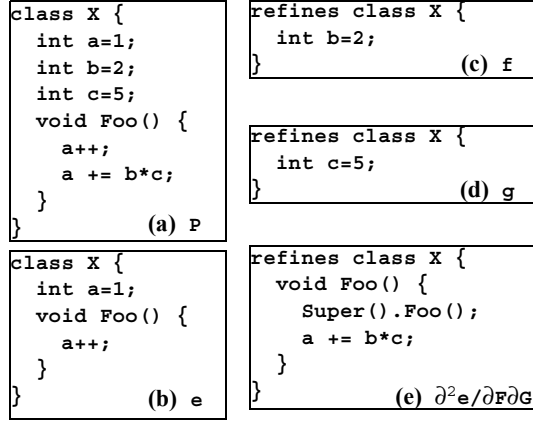 class X {
int a=1;
int b=2;
int c=5;
void Foo() {
a++;
a += b*c;
}
}
(a) P
class X {
int a=1;
void Foo() {
a++;
}
}
(b) e
refines class X {
int b=2;
}
(c) f
refines class X {
int c=5;
}
(d) g
refines class X {
void Foo() {
Super().Foo();
a += b*c;
}
}
(e) ∂²e/∂F∂G